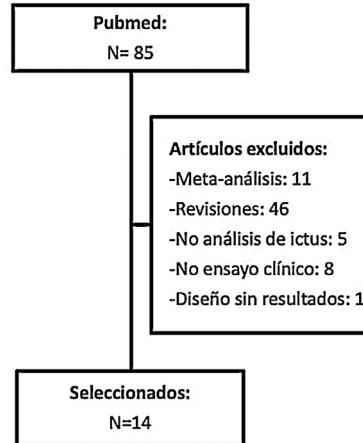 Pubmed:
N= 85
Artículos excluidos:
-Meta-análisis: 11
-Revisiones: 46
-No análisis de ictus: 5
-No ensayo clínico: 8
-Diseño sin resultados: 1
Seleccionados:
N=14